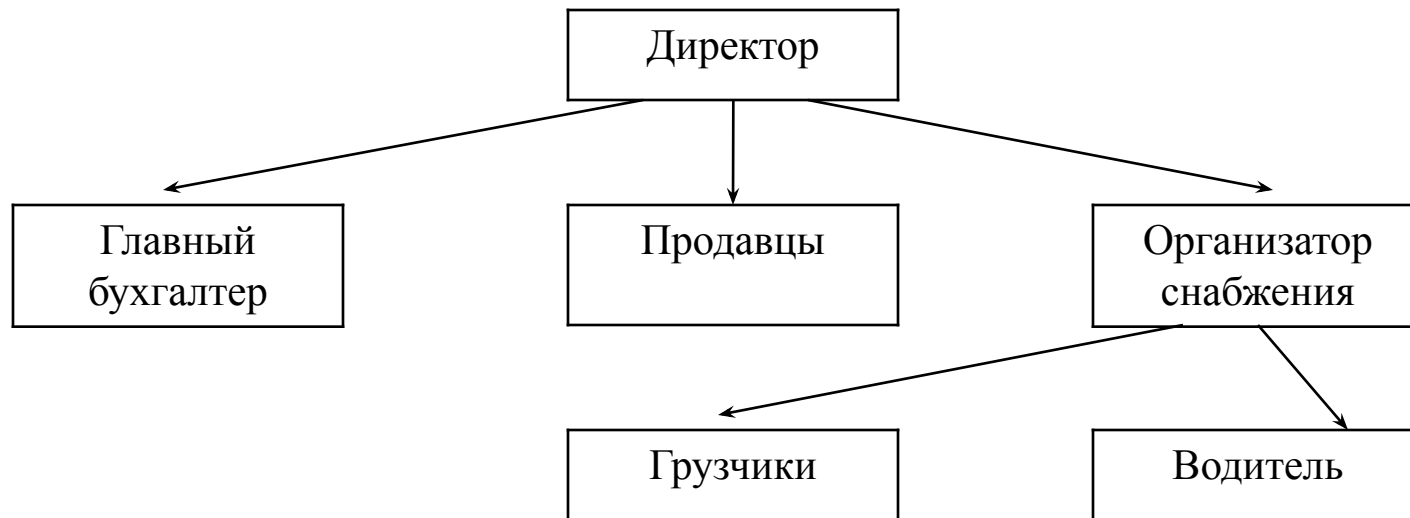 Директор
Главный
бухгалтер
Продавцы
Организатор
снабжения
Грузчики
Водитель